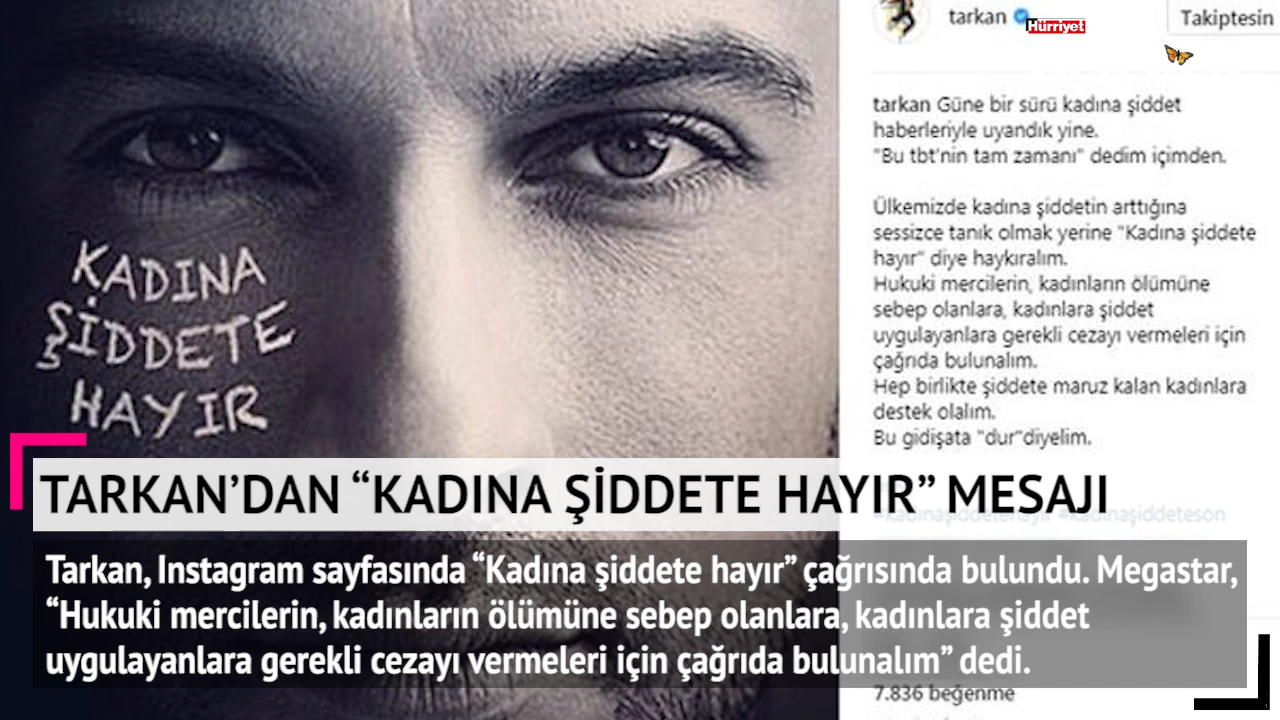 tarkan
Hürriyet
Takiptesin
tarkan Güne bir sürü kadına şiddet
haberleriyle uyandık yine.
"Bu tbt'nin tam zamanı" dedim içimden.
Ülkemizde kadına şiddetin arttığına
sessizce tanık olmak yerine "Kadına şiddete
hayır" diye haykıralım.
Hukuki mercilerin, kadınların ölümüne
sebep olanlara, kadınlara şiddet
uygulayanlara gerekli cezayı vermeleri için
çağrıda bulunalım.
Hep birlikte şiddete maruz kalan kadınlara
destek olalım.
Bu gidişata "dur"diyelim.
KADINA
ŞİDDETE
HAYIR
TARKAN’DAN “KADINA ŞİDDETE HAYIR” MESAJI
#kadınaşiddetehayır #kadınaşiddeteson
Tarkan, Instagram sayfasında “Kadına şiddete hayır” çağrısında bulundu. Megastar,
“Hukuki mercilerin, kadınların ölümüne sebep olanlara, kadınlara şiddet
uygulayanlara gerekli cezayı vermeleri için çağrıda bulunalım” dedi.
7.836 beğenme